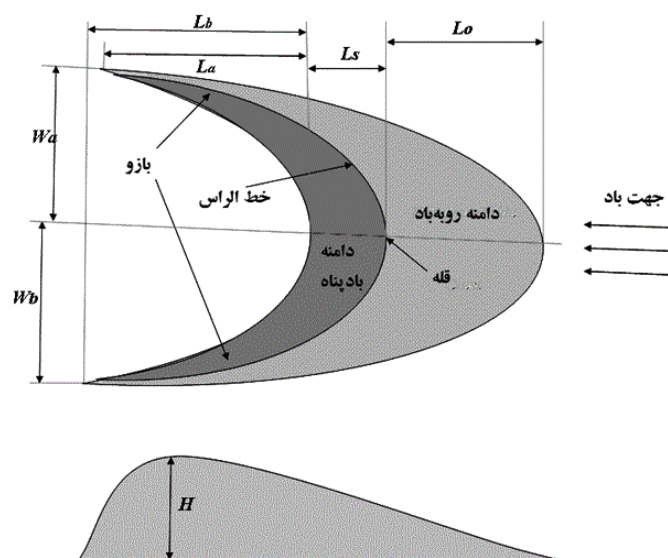 Lb
Ls
Lo
La
Wa
بازو
خط الراس
دامنه روبه‌باد
جهت باد
دامنه
بادپناه
قله
Wb
H